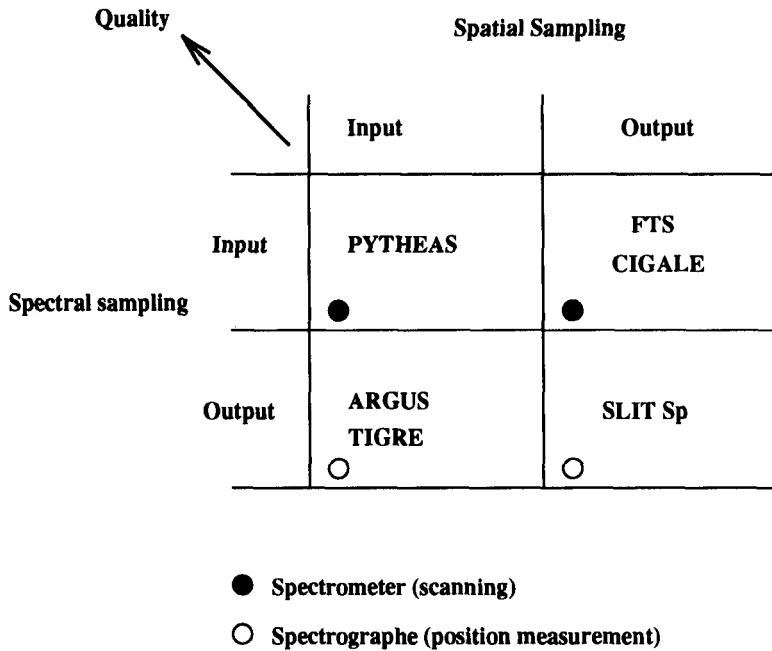 Quality
Spatial Sampling
Input
Output
Input
PYTHEAS
FTS
CIGALE
Spectral sampling
Output
ARGUS
TIGRE
SLIT Sp
Spectrometer (scanning)
Spectrographe (position measurement)